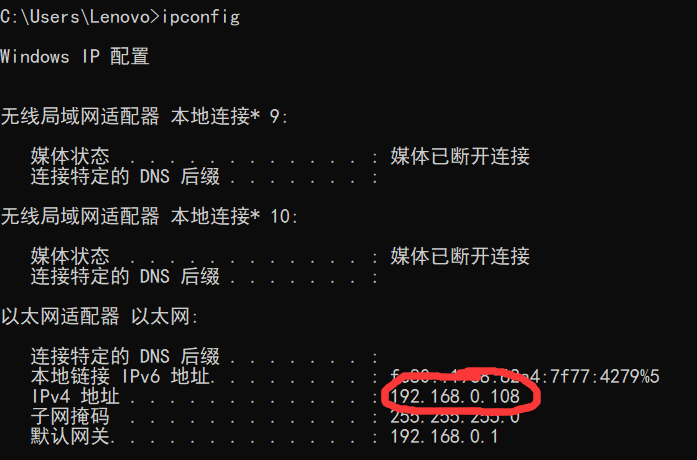 C:\Users\Lenovo>ipconfig
Windows IP 配置
无线局域网适配器 本地连接* 9:
媒体状态 . . . . . . . . . . . . : 媒体已断开连接
连接特定的 DNS 后缀 . . . . . . . :
无线局域网适配器 本地连接* 10:
媒体状态 . . . . . . . . . . . . : 媒体已断开连接
连接特定的 DNS 后缀 . . . . . . . :
以太网适配器 以太网:
连接特定的 DNS 后缀 . . . . . . . :
本地链接 IPv6 地址. . . . . . . . :
IPv4 地址 . . . . . . . . . . . . : 192.168.0.108
子网掩码 . . . . . . . . . . . . : 255.255.255.0
默认网关. . . . . . . . . . . . . : 192.168.0.1